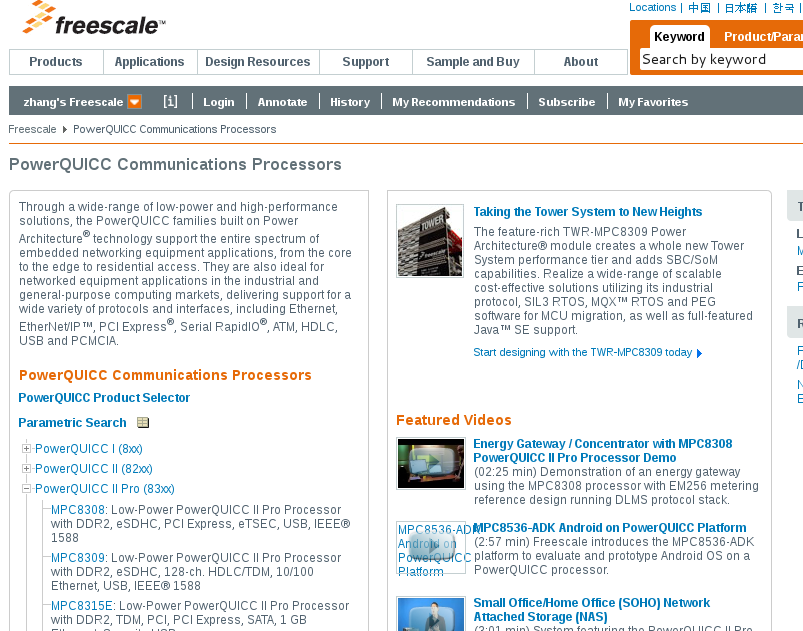 Locations | 中国 | 日本語 | 한국 |
freescale™
Keyword
Search by keyword
Products Applications Design Resources Support Sample and Buy About
zhang's Freescale [i] Login Annotate History My Recommendations Subscribe My Favorites
Freescale PowerQUICC Communications Processors
PowerQUICC Communications Processors
Through a wide-range of low-power and high-performance
solutions, the PowerQUICC families built on Power
Architecture® technology support the entire spectrum of
embedded networking equipment applications, from the core
to the edge to residential access. They are also ideal for
networked equipment applications in the industrial and
general-purpose computing markets, delivering support for a
wide variety of protocols and interfaces, including Ethernet,
EtherNet/IP™, PCI Express®, Serial RapidIO®, ATM, HDLC,
USB and PCMCIA.
PowerQUICC Communications Processors
PowerQUICC Product Selector
Parametric Search
PowerQUICC I (8xx)
PowerQUICC II (82xx)
PowerQUICC II Pro (83xx)
MPC8308: Low-Power PowerQUICC II Pro Processor
with DDR2, eSDHC, PCI Express, eTSEC, USB, IEEE®
1588
MPC8309: Low-Power PowerQUICC II Pro Processor
with DDR2, eSDHC, 128-ch. HDLC/TDM, 10/100
Ethernet, USB, IEEE® 1588
MPC8315E: Low-Power PowerQUICC II Pro Processor
with DDR2, TDM, PCI, PCI Express, SATA, 1 GB
TOWER
Taking the Tower System to New Heights
The feature-rich TWR-MPC8309 Power
Architecture® module creates a whole new Tower
System performance tier and adds SBC/SoM
capabilities. Realize a wide-range of scalable
cost-effective solutions utilizing its industrial
protocol, SIL3 RTOS, MQX™ RTOS and PEG
software for MCU migration, as well as full-featured
Java™ SE support.
Start designing with the TWR-MPC8309 today
Featured Videos
Energy Gateway / Concentrator with MPC8308
PowerQUICC II Pro Processor Demo
(02:25 min) Demonstration of an energy gateway
using the MPC8308 processor with EM256 metering
reference design running DLMS protocol stack.
MPC8536-ADK
Android on
PowerQUICC
Platform
MPC8536-ADK Android on PowerQUICC Platform
(2:57 min) Freescale introduces the MPC8536-ADK
platform to evaluate and prototype Android OS on a
PowerQUICC processor.
Small Office/Home Office (SOHO) Network
Attached Storage (NAS)
(3:01 min) System featuring the PowerQUICC II Pro